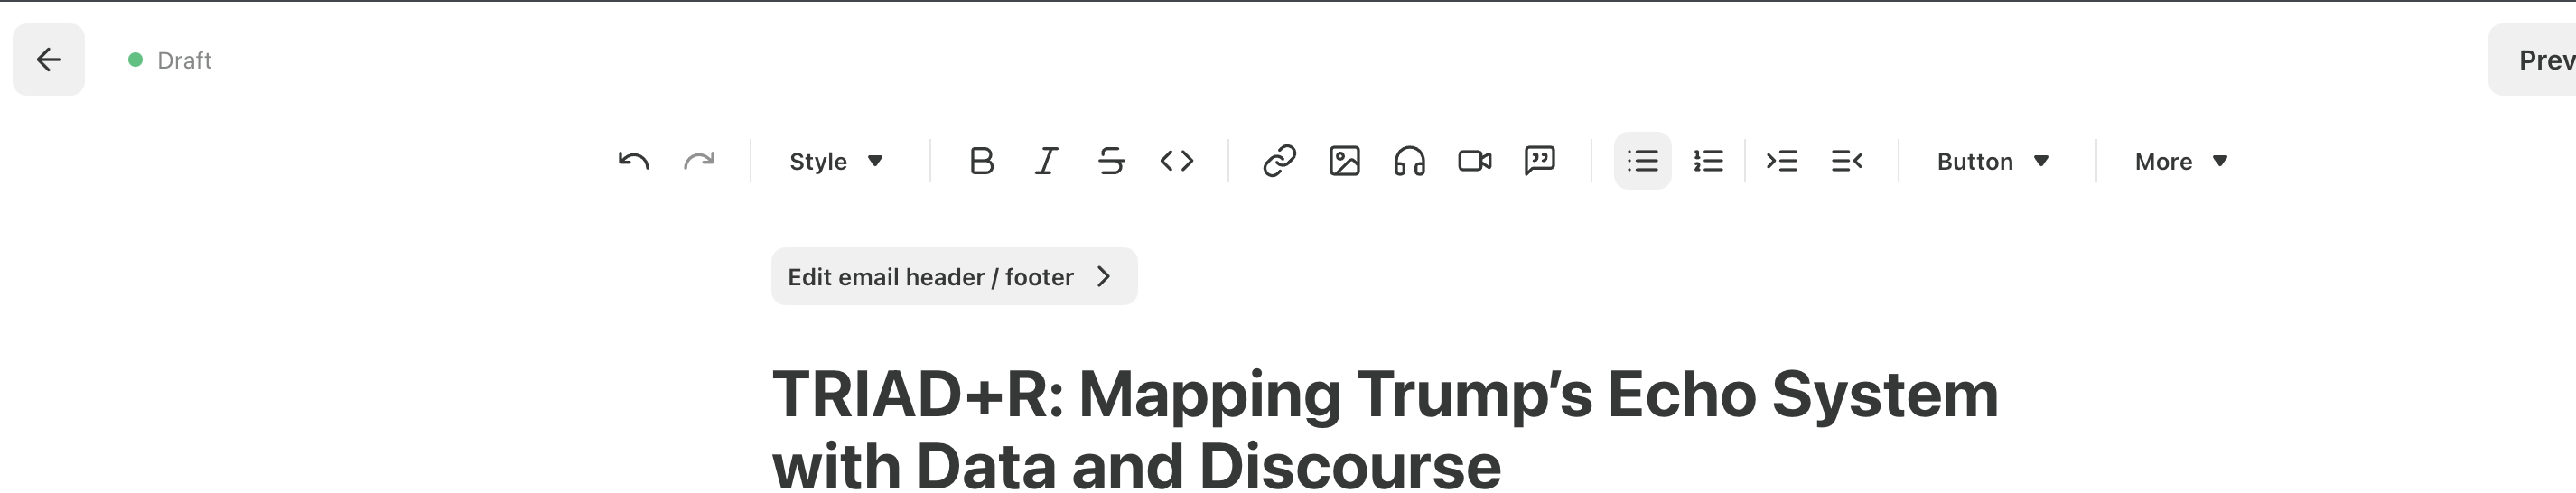 Draft
Prev
Style
Button
More
Edit email header / footer
TRIAD+R: Mapping Trump’s Echo System
with Data and Discourse